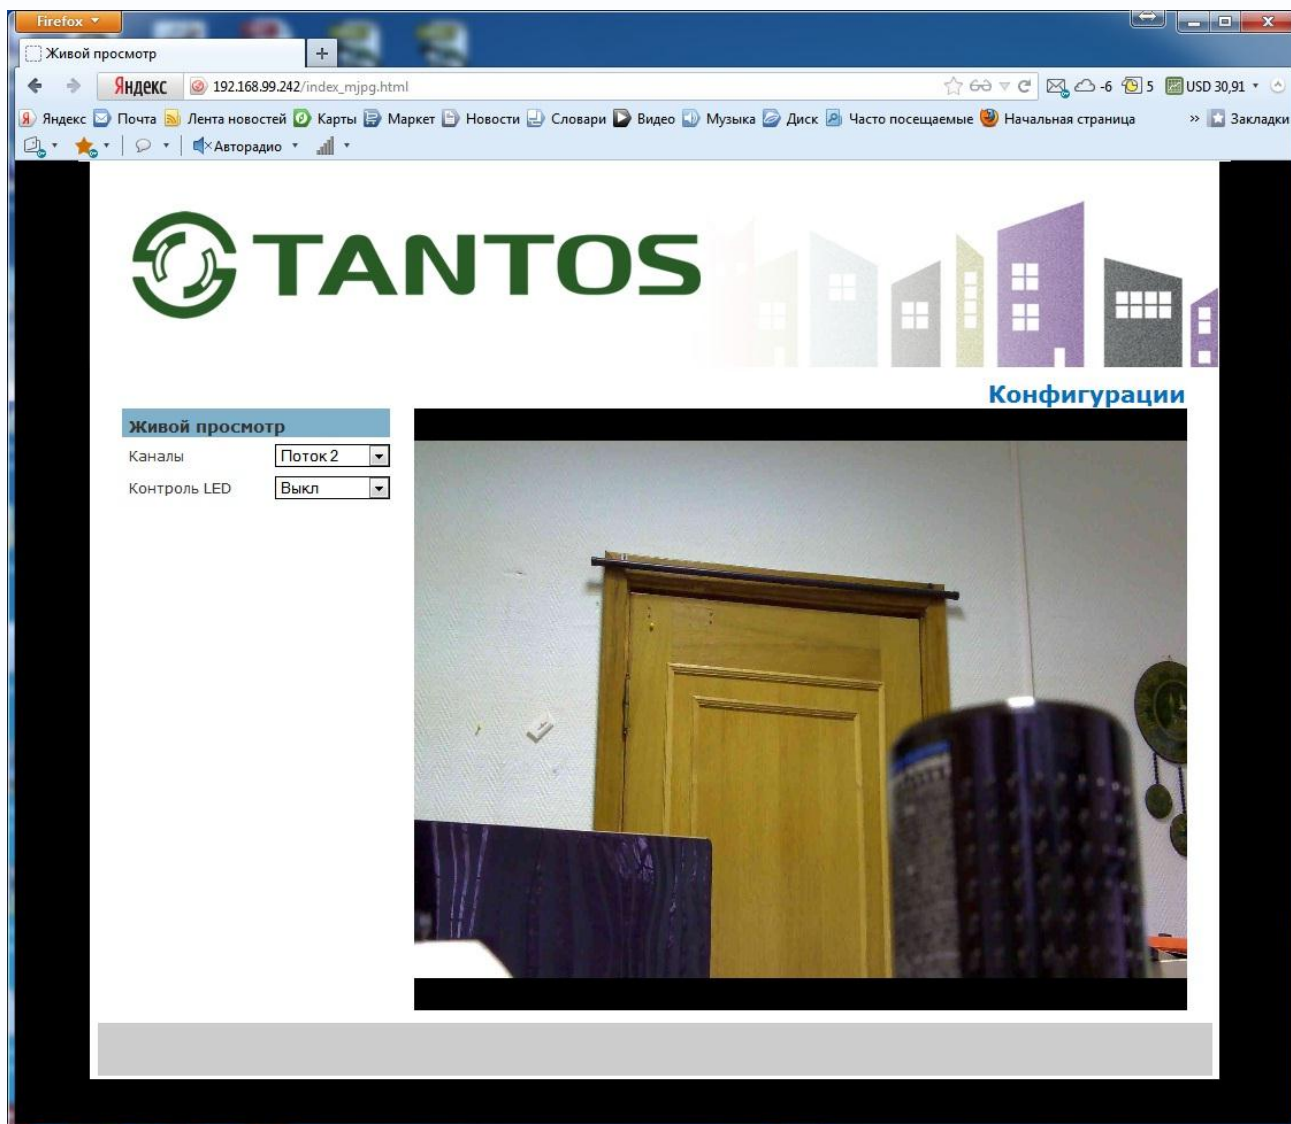 Firefox
Живой просмотр
Яндекс 192.168.99.242/index_mjpg.html -6 5 USD 30,91
Яндекс Почта Лента новостей Карты Маркет Новости Словари Видео Музыка Диск Часто посещаемые Начальная страница » Закладки
Авторадио
TANTOS
Конфигурации
Живой просмотр
Каналы Поток 2
Контроль LED Выкл